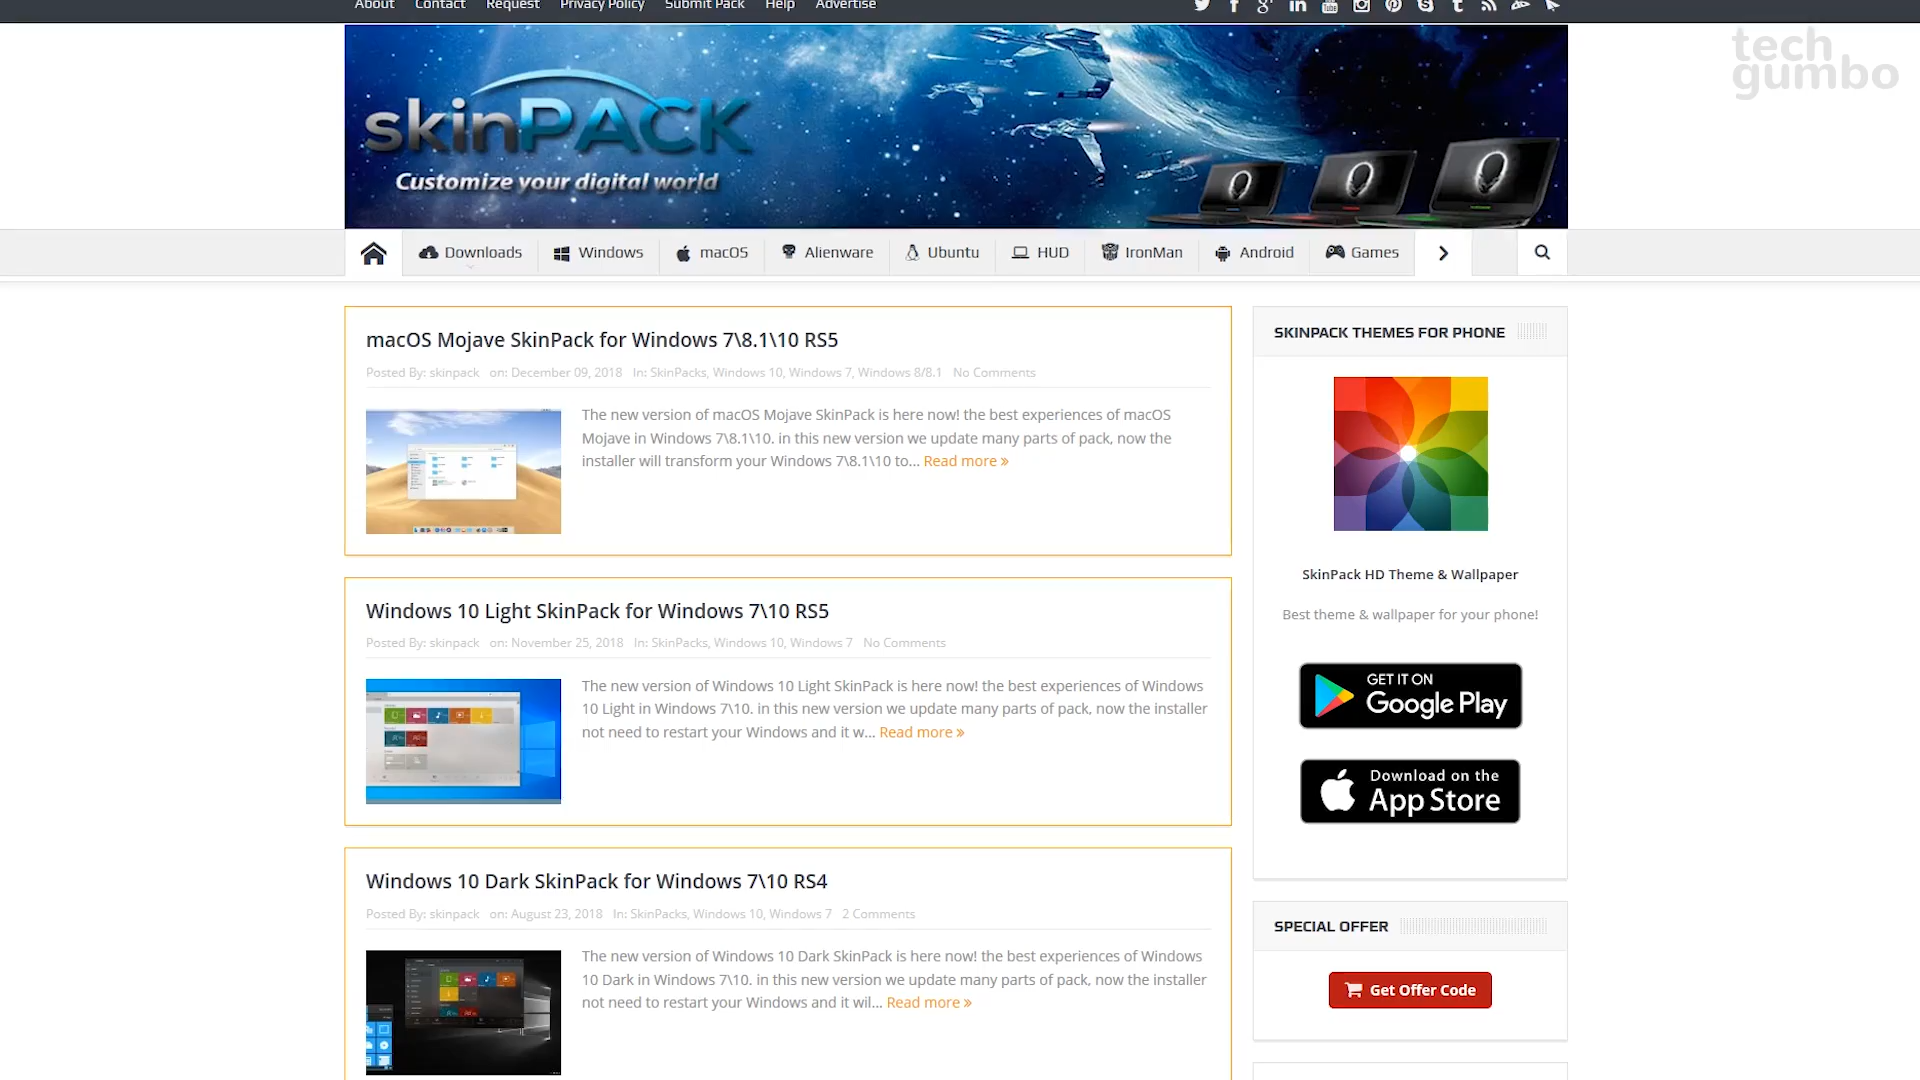 About Contact Request Privacy Policy Submit Pack Help Advertise
tech
gumbo
skinPACK
Customize your digital world
Downloads Windows macOS Alienware Ubuntu HUD IronMan Android Games
macOS Mojave SkinPack for Windows 7\8.1\10 RS5
Posted By: skinpack on: December 09, 2018 In: SkinPacks, Windows 10, Windows 7, Windows 8/8.1 No Comments
The new version of macOS Mojave SkinPack is here now! the best experiences of macOS
Mojave in Windows 7\8.1\10. in this new version we update many parts of pack, now the
installer will transform your Windows 7\8.1\10 to... Read more »
Windows 10 Light SkinPack for Windows 7\10 RS5
Posted By: skinpack on: November 25, 2018 In: SkinPacks, Windows 10, Windows 7 No Comments
The new version of Windows 10 Light SkinPack is here now! the best experiences of Windows
10 Light in Windows 7\10. in this new version we update many parts of pack, now the installer
not need to restart your Windows and it w... Read more »
Windows 10 Dark SkinPack for Windows 7\10 RS4
Posted By: skinpack on: August 23, 2018 In: SkinPacks, Windows 10, Windows 7 2 Comments
The new version of Windows 10 Dark SkinPack is here now! the best experiences of Windows
10 Dark in Windows 7\10. in this new version we update many parts of pack, now the installer
not need to restart your Windows and it wil... Read more »
SKINPACK THEMES FOR PHONE
SkinPack HD Theme & Wallpaper
Best theme & wallpaper for your phone!
GET IT ON
Google Play
Download on the
App Store
SPECIAL OFFER
Get Offer Code